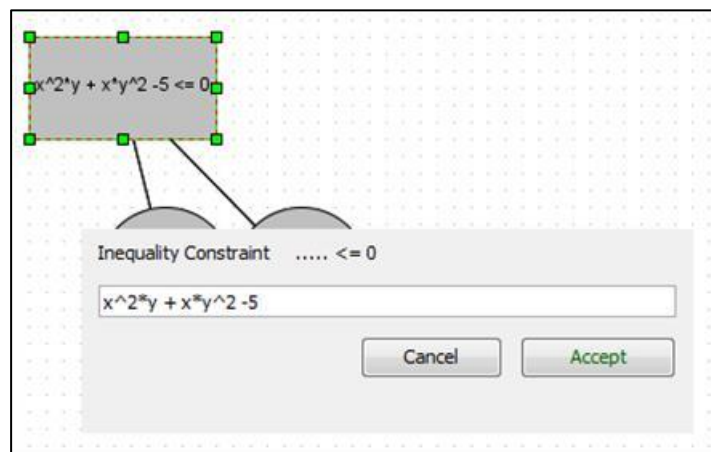 x^2*y + x*y^2 -5 <= 0
Inequality Constraint ..... <= 0
x^2*y + x*y^2 -5
Cancel Accept